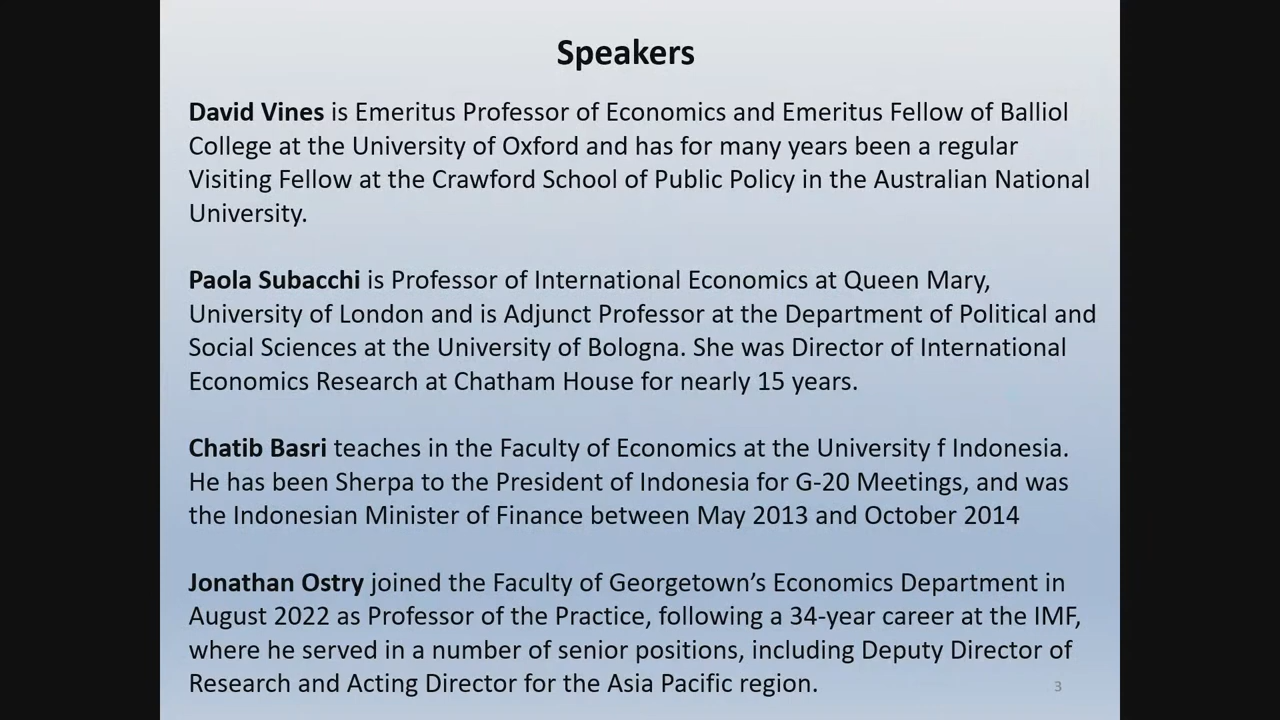 Speakers
David Vines is Emeritus Professor of Economics and Emeritus Fellow of Balliol
College at the University of Oxford and has for many years been a regular
Visiting Fellow at the Crawford School of Public Policy in the Australian National
University.
Paola Subacchi is Professor of International Economics at Queen Mary,
University of London and is Adjunct Professor at the Department of Political and
Social Sciences at the University of Bologna. She was Director of International
Economics Research at Chatham House for nearly 15 years.
Chatib Basri teaches in the Faculty of Economics at the University f Indonesia.
He has been Sherpa to the President of Indonesia for G-20 Meetings, and was
the Indonesian Minister of Finance between May 2013 and October 2014
Jonathan Ostry joined the Faculty of Georgetown’s Economics Department in
August 2022 as Professor of the Practice, following a 34-year career at the IMF,
where he served in a number of senior positions, including Deputy Director of
Research and Acting Director for the Asia Pacific region.
3